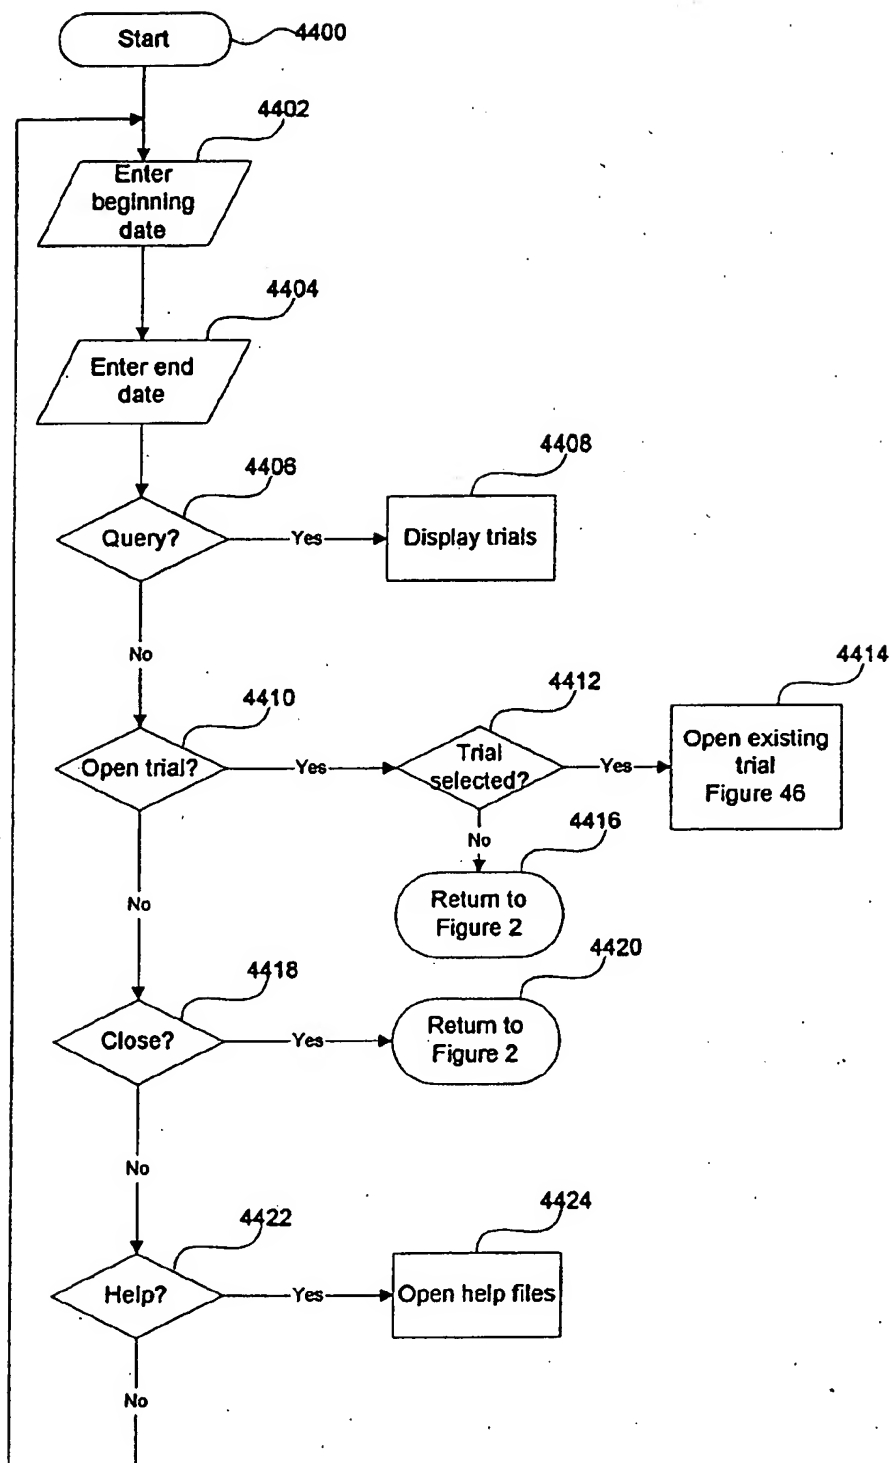 Start
4400
4402
Enter
beginning
date
4404
Enter end
date
4406
4408
Query?
Yes
Display trials
No
4410
4412
4414
Open trial?
Yes
Trial
selected?
Yes
Open existing
trial
Figure 46
No
4416
Return to
Figure 2
No
4418
4420
Close?
Yes
Return to
Figure 2
No
4422
4424
Help?
Yes
Open help files
No